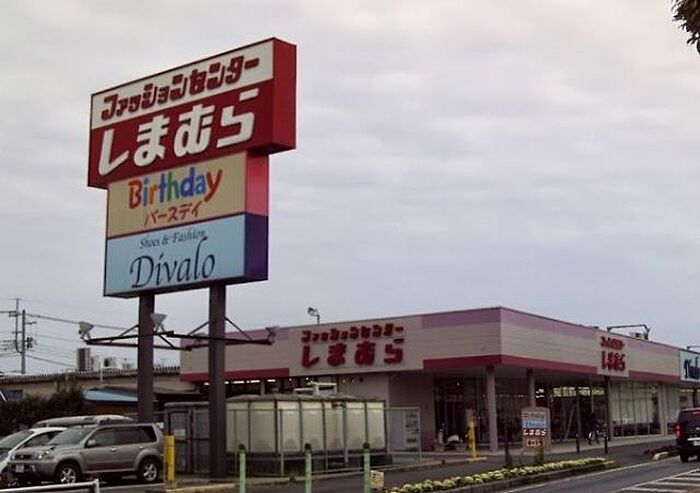 ファッションセンター
しまむら
Birthday
バースデイ
Shoes & Fashion
Divalo
ファッションセンター
しまむら
ファッションセンター
しまむら
Birthday
Divalo
しまむら